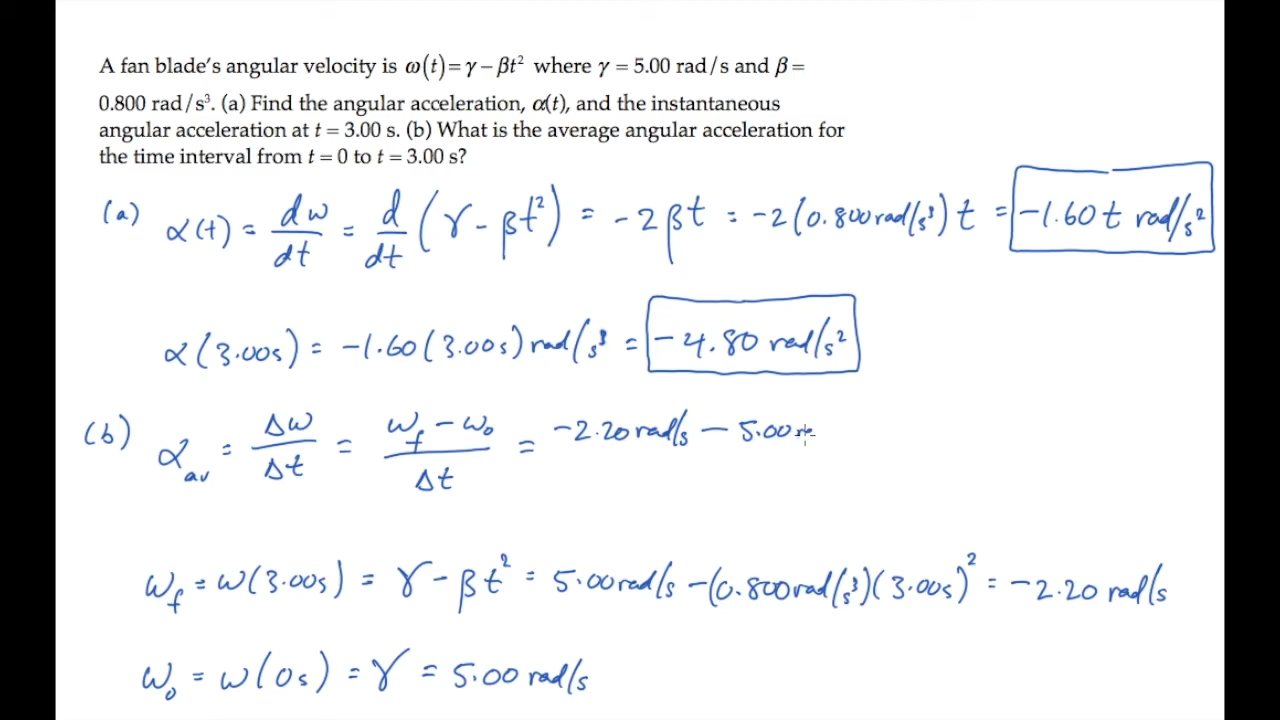 A fan blade's angular velocity is ω(t) = γ − βt² where γ = 5.00 rad/s and β =
0.800 rad/s³. (a) Find the angular acceleration, α(t), and the instantaneous
angular acceleration at t = 3.00 s. (b) What is the average angular acceleration for
the time interval from t = 0 to t = 3.00 s?
(a) α(t) = dω/dt = d/dt (γ − βt²) = −2βt = −2(0.800 rad/s³)t = −1.60 t rad/s²
α(3.00s) = −1.60(3.00s) rad/s³ = −4.80 rad/s²
(b) α_av = Δω/Δt = (ω_f − ω_0)/Δt = −2.20 rad/s − 5.00
ω_f = ω(3.00s) = γ − βt² = 5.00 rad/s − (0.800 rad/s³)(3.00s)² = −2.20 rad/s
ω_0 = ω(0s) = γ = 5.00 rad/s